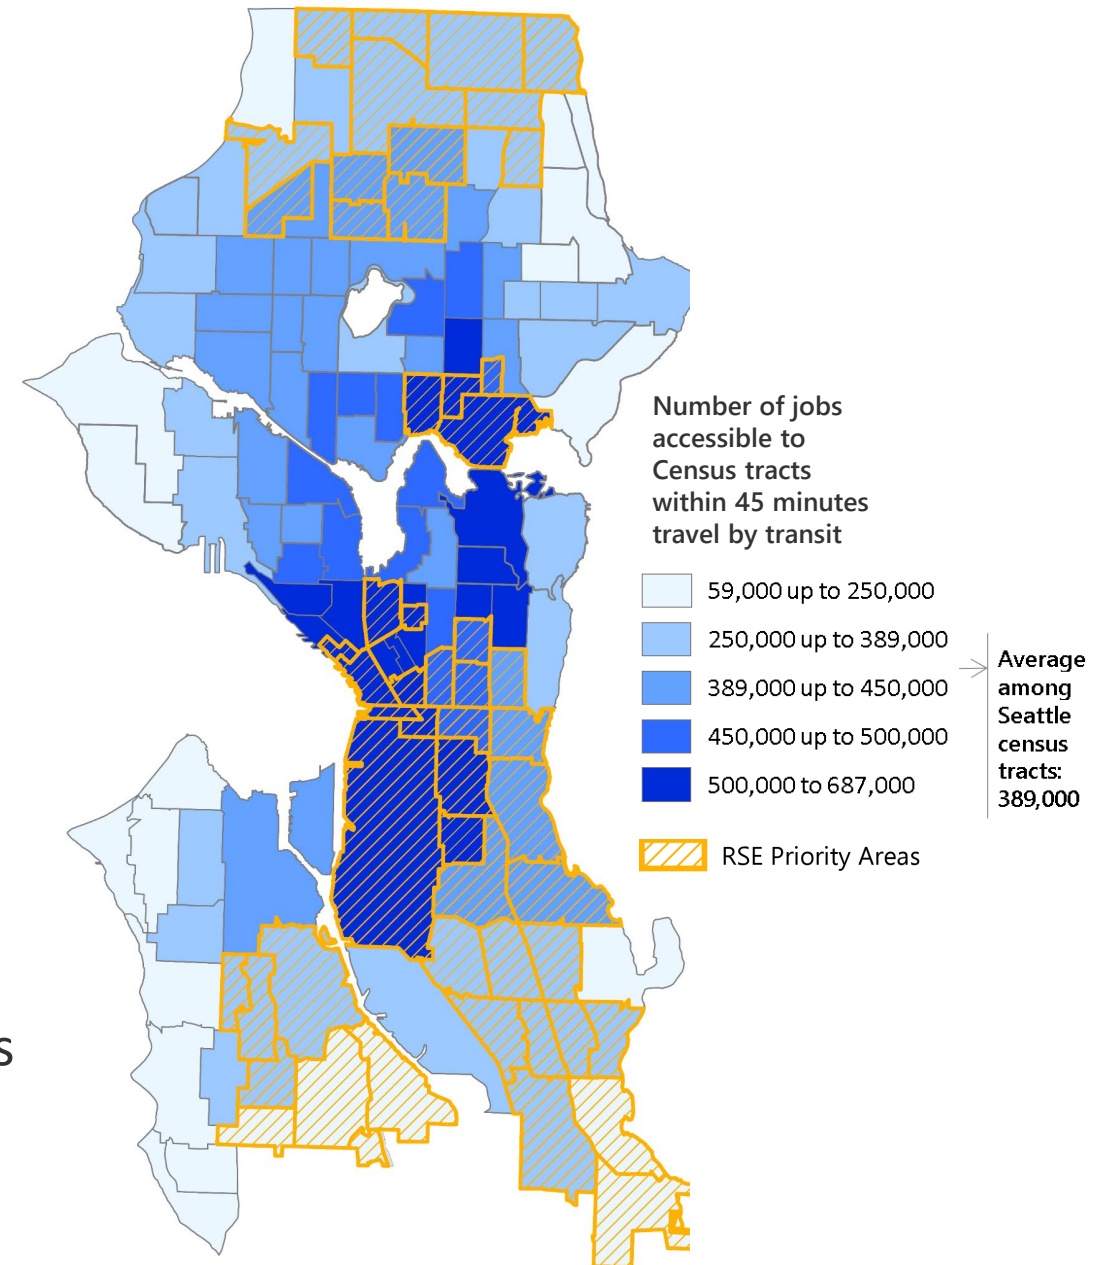 Number of jobs
accessible to
Census tracts
within 45 minutes
travel by transit
59,000 up to 250,000
250,000 up to 389,000
389,000 up to 450,000
450,000 up to 500,000
500,000 to 687,000
Average
among
Seattle
census
tracts:
389,000
RSE Priority Areas
s